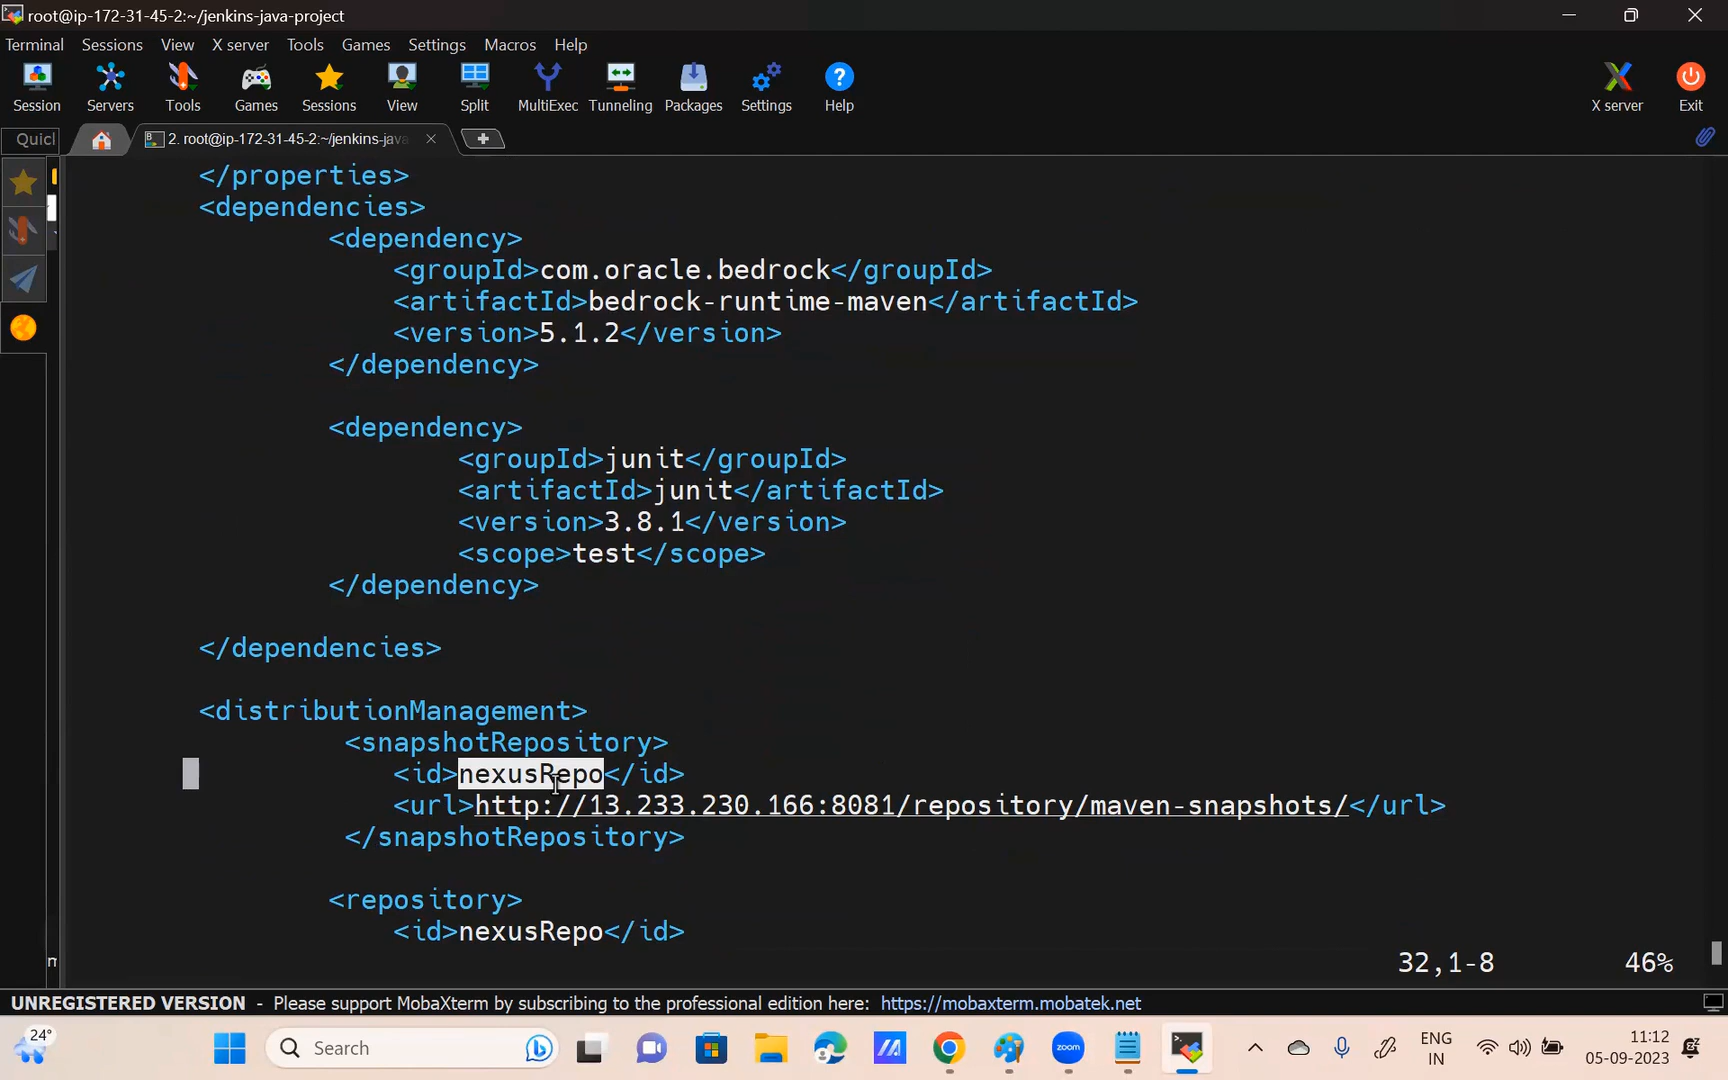 root@ip-172-31-45-2:~/jenkins-java-project
Terminal Sessions View X server Tools Games Settings Macros Help
Session Servers Tools Games Sessions View Split MultiExec Tunneling Packages Settings Help X server Exit
Quicl 2. root@ip-172-31-45-2:~/jenkins-java
</properties>
<dependencies>
<dependency>
<groupId>com.oracle.bedrock</groupId>
<artifactId>bedrock-runtime-maven</artifactId>
<version>5.1.2</version>
</dependency>
<dependency>
<groupId>junit</groupId>
<artifactId>junit</artifactId>
<version>3.8.1</version>
<scope>test</scope>
</dependency>
</dependencies>
<distributionManagement>
<snapshotRepository>
<id>nexusRepo</id>
<url>http://13.233.230.166:8081/repository/maven-snapshots/</url>
</snapshotRepository>
<repository>
<id>nexusRepo</id>
32,1-8 46%
UNREGISTERED VERSION - Please support MobaXterm by subscribing to the professional edition here: https://mobaxterm.mobatek.net
24° Search zoom ENG 11:12
IN 05-09-2023